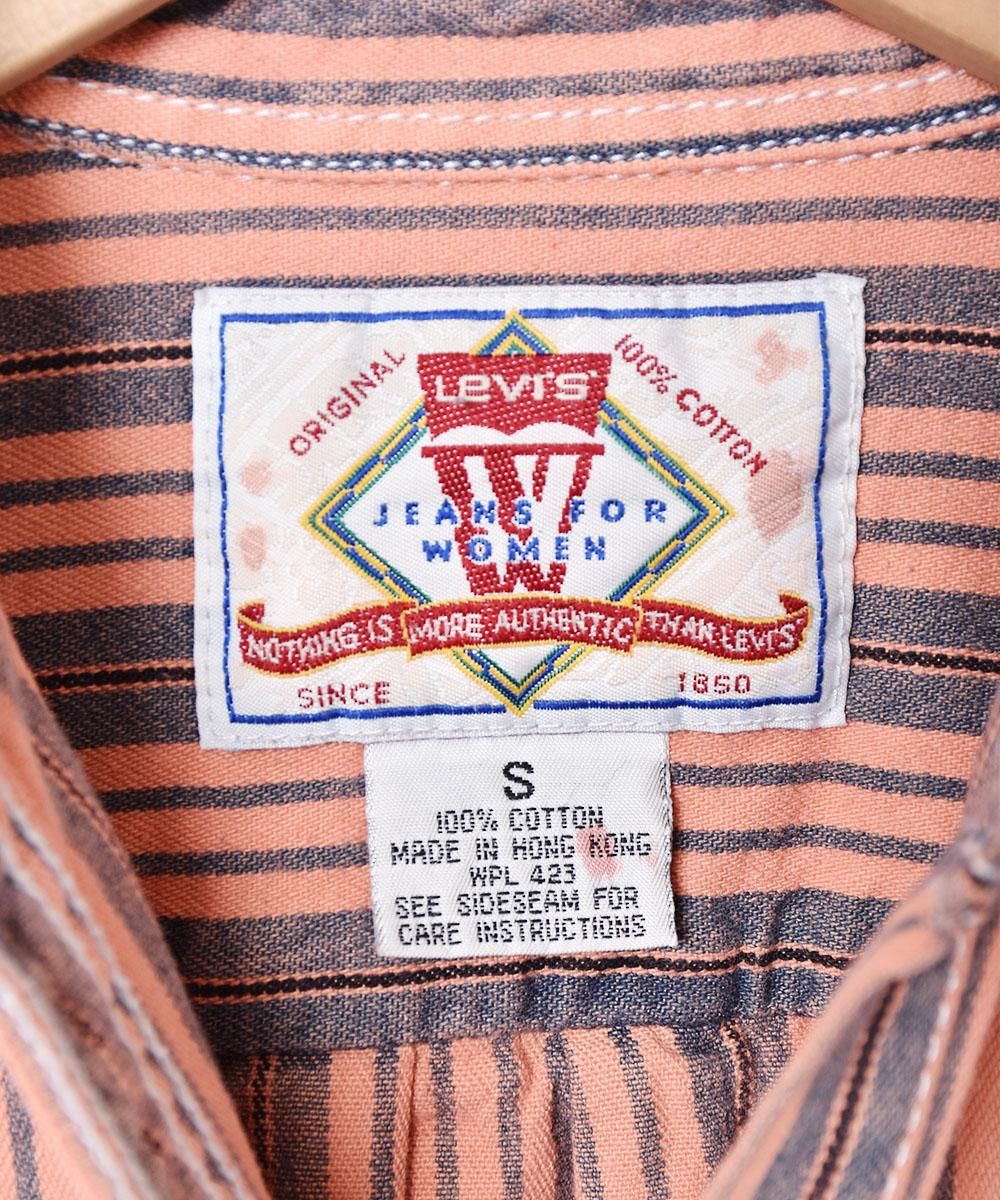 ORIGINAL
100% COTTON
LEVI'S
JEANS FOR
WOMEN
NOTHING IS MORE AUTHENTIC THAN LEVI'S
SINCE 1850
S
100% COTTON
MADE IN HONG KONG
WPL 423
SEE SIDESEAM FOR
CARE INSTRUCTIONS